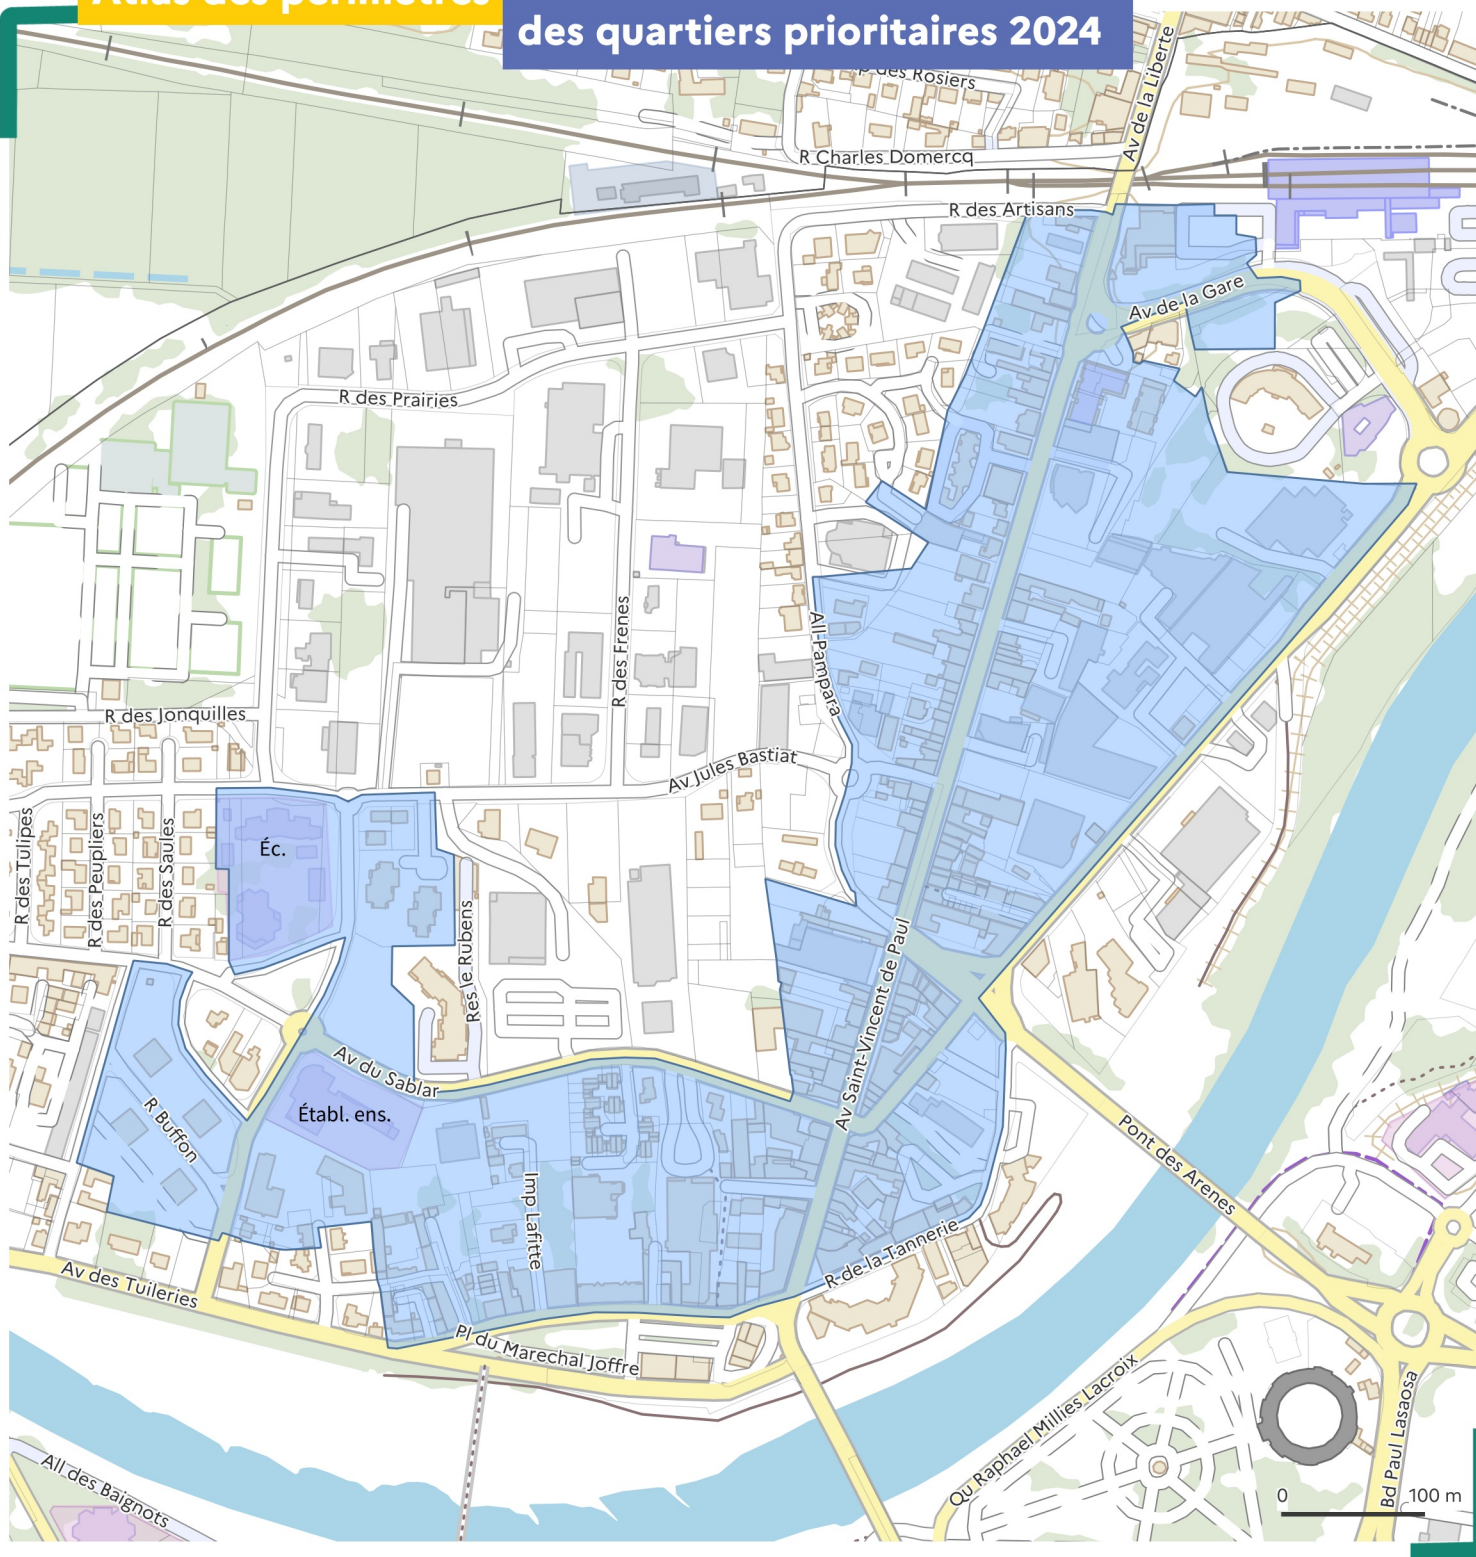 Atlas des périmètres
des quartiers prioritaires 2024
des Rosiers
Av de la Liberte
R Charles Domercq
R des Artisans
Av de la Gare
R des Prairies
R des Frenes
All Pampara
R des Jonquilles
Av Jules Bastiat
R des Tulipes
R des Peupliers
R des Saules
Éc.
Res le Rubens
Av Saint-Vincent de Paul
Av du Sablar
Établ. ens.
R Buffon
Imp Lafitte
Pont des Arenes
R de la Tannerie
Av des Tuileries
Pl du Marechal Joffre
Qu Raphael Millies Lacroix
Bd Paul Lasaosa
All des Baignots
0 100 m